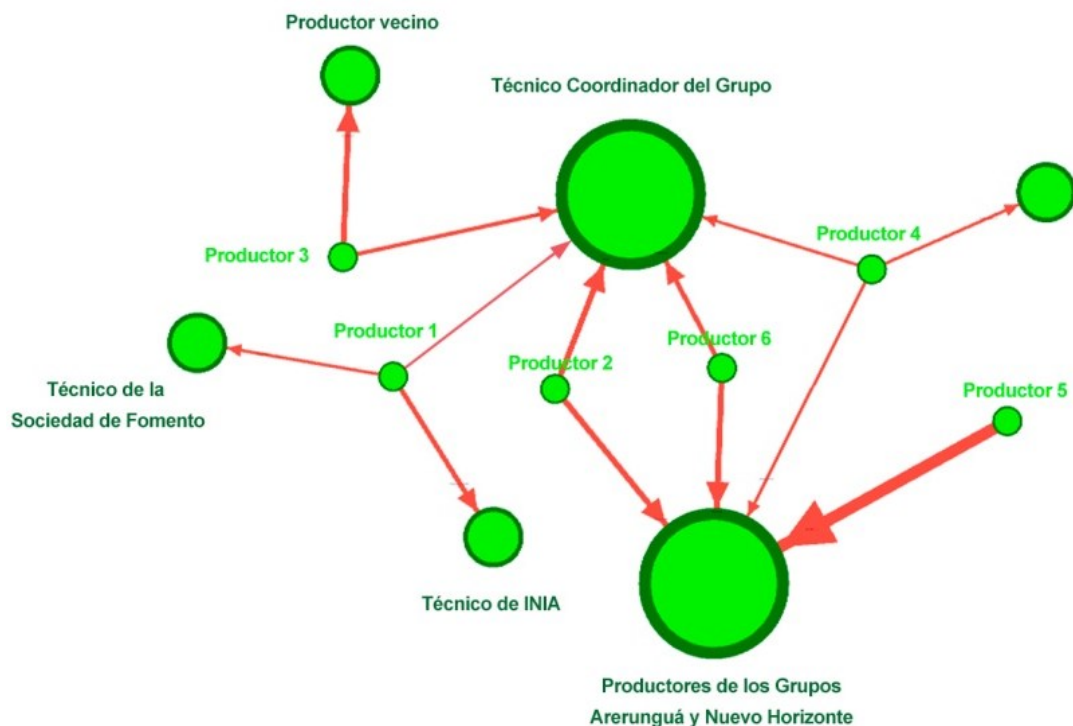 Productor vecino
Técnico Coordinador del Grupo
Productor 4
Productor 3
Productor 1
Productor 6
Productor 2
Productor 5
Técnico de la
Sociedad de Fomento
Técnico de INIA
Productores de los Grupos
Arerunguá y Nuevo Horizonte